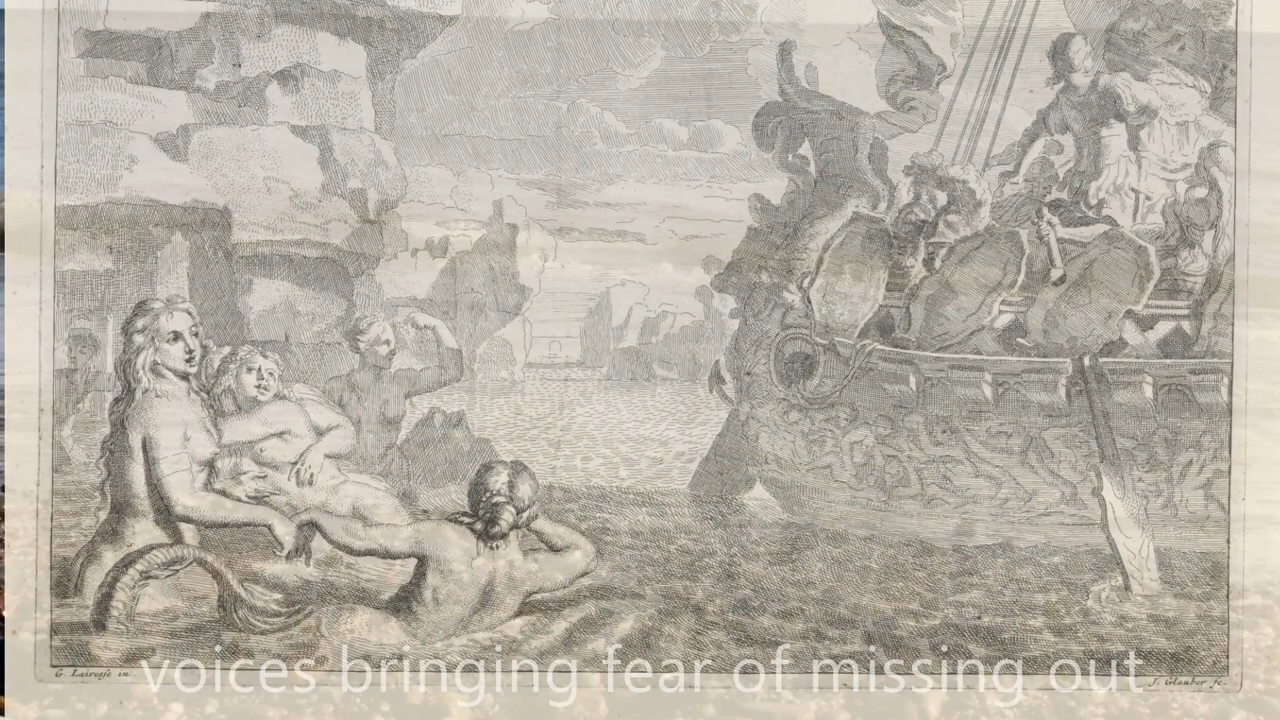 G. Lairesse in.
voices bringing fear of missing out
J. Glauber fe.